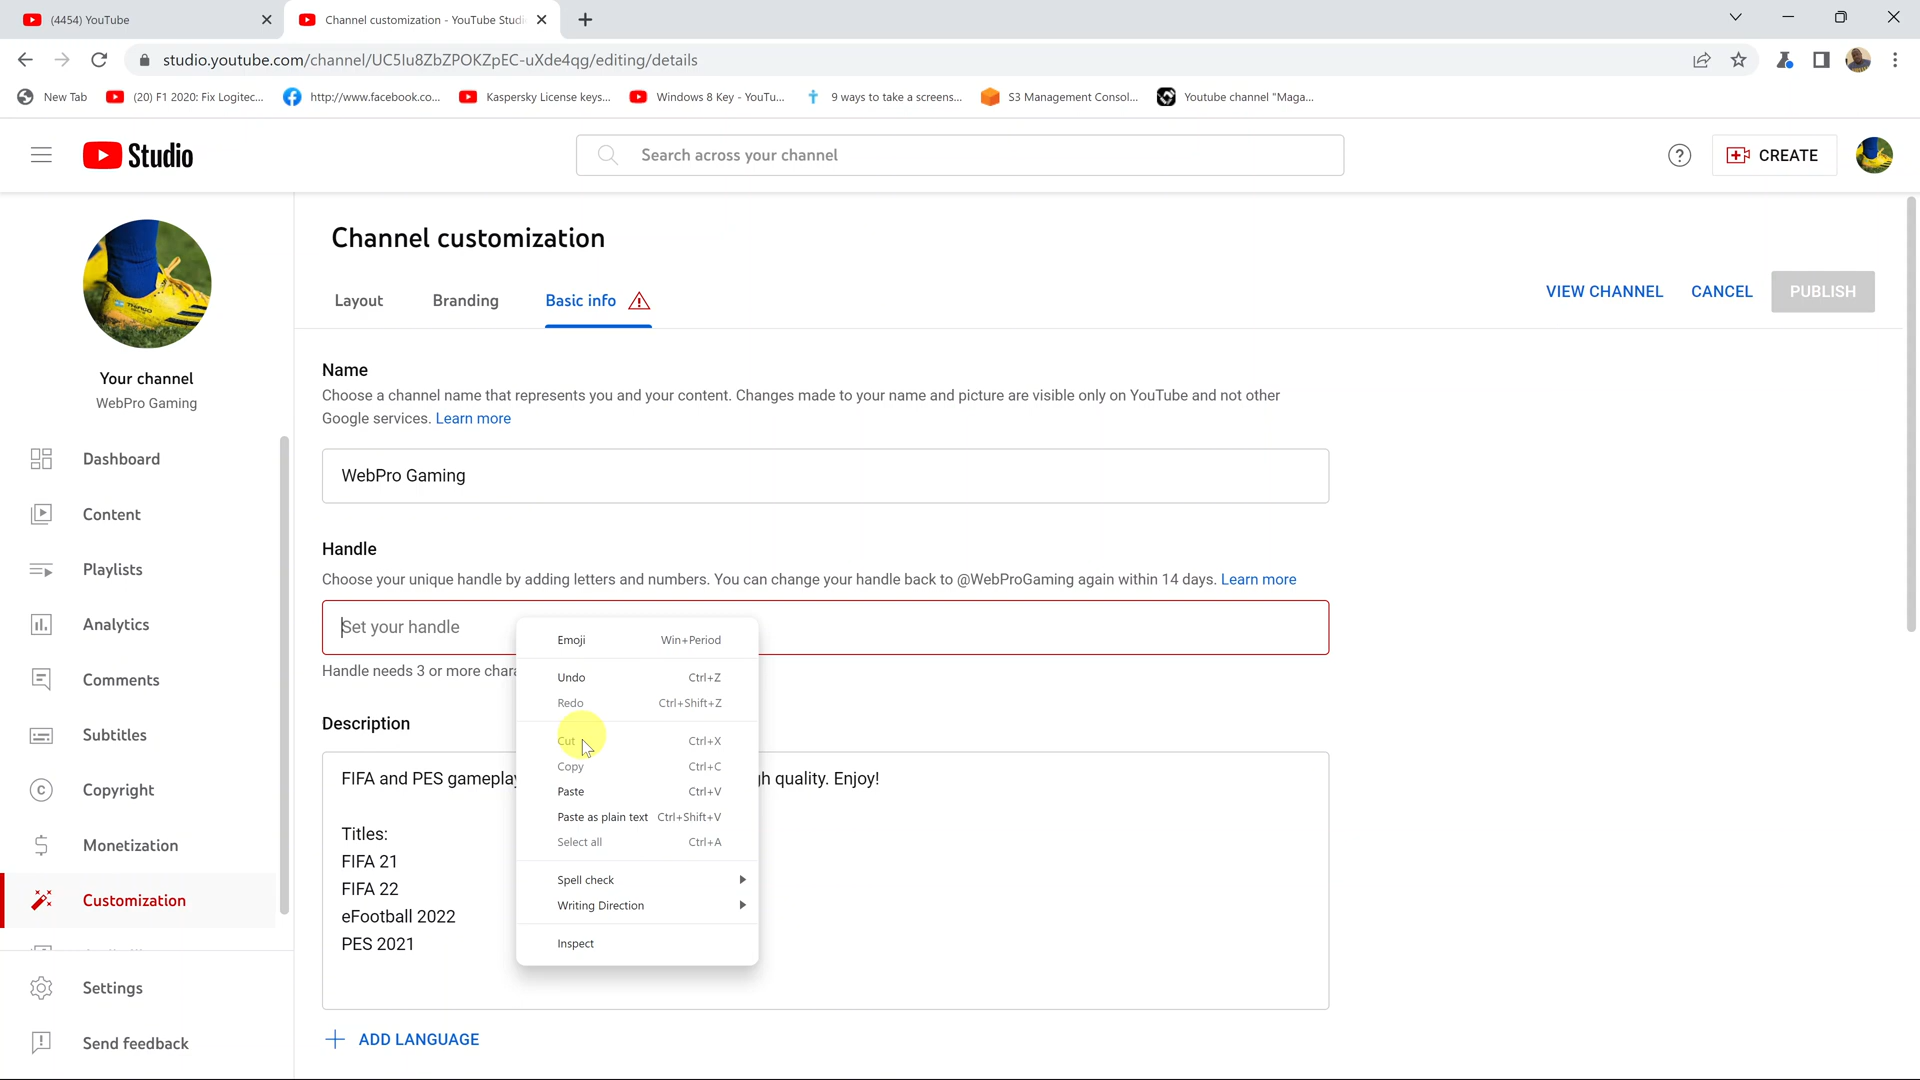 (4454) YouTube
Channel customization - YouTube Studi
studio.youtube.com/channel/UC5lu8ZbZPOKZpEC-uXde4qg/editing/details
New Tab
(20) F1 2020: Fix Logitec...
http://www.facebook.co...
Kaspersky License keys...
Windows 8 Key - YouTu...
9 ways to take a screens...
S3 Management Consol...
Youtube channel "Maga...
Studio
Search across your channel
CREATE
Your channel
WebPro Gaming
Dashboard
Content
Playlists
Analytics
Comments
Subtitles
Copyright
Monetization
Customization
Settings
Send feedback
Channel customization
Layout
Branding
Basic info
VIEW CHANNEL
CANCEL
PUBLISH
Name
Choose a channel name that represents you and your content. Changes made to your name and picture are visible only on YouTube and not other
Google services. Learn more
WebPro Gaming
Handle
Choose your unique handle by adding letters and numbers. You can change your handle back to @WebProGaming again within 14 days. Learn more
Set your handle
Handle needs 3 or more chara
Description
FIFA and PES gameplay
gh quality. Enjoy!
Titles:
FIFA 21
FIFA 22
eFootball 2022
PES 2021
ADD LANGUAGE
Emoji Win+Period
Undo Ctrl+Z
Redo Ctrl+Shift+Z
Cut Ctrl+X
Copy Ctrl+C
Paste Ctrl+V
Paste as plain text Ctrl+Shift+V
Select all Ctrl+A
Spell check
Writing Direction
Inspect